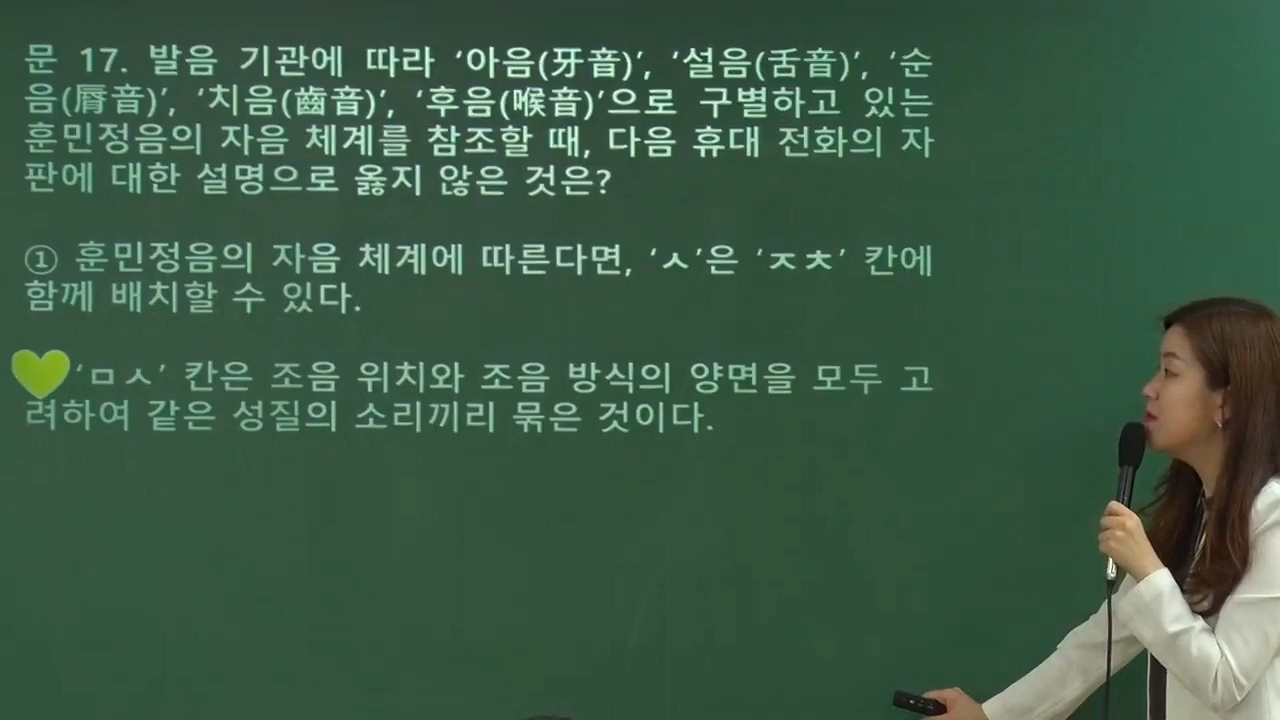 문 17. 발음 기관에 따라 ‘아음(牙音)’, ‘설음(舌音)’, ‘순
음(脣音)’, ‘치음(齒音)’, ‘후음(喉音)’으로 구별하고 있는
훈민정음의 자음 체계를 참조할 때, 다음 휴대 전화의 자
판에 대한 설명으로 옳지 않은 것은?
① 훈민정음의 자음 체계에 따른다면, ‘ㅅ’은 ‘ㅈㅊ’ 칸에
함께 배치할 수 있다.
‘ㅁㅅ’ 칸은 조음 위치와 조음 방식의 양면을 모두 고
려하여 같은 성질의 소리끼리 묶은 것이다.